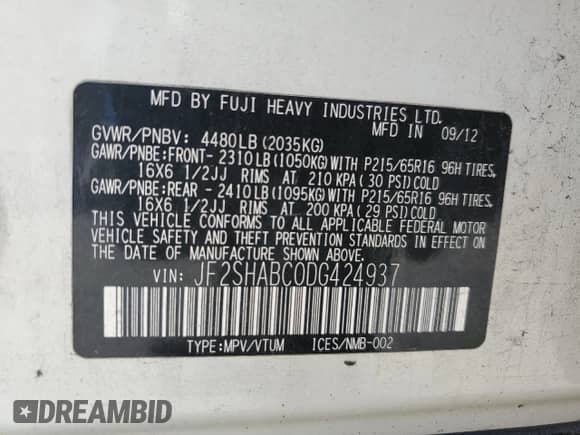 MFD BY FUJI HEAVY INDUSTRIES LTD.
MFD IN 09/12
GVWR/PNBV: 4480LB(2035KG)
GAWR/PNBE:FRONT- 2310LB(1050KG)WITH P215/65R16 96H TIRES,
16X6 1/2JJ RIMS AT 210 KPA(30 PSI)COLD
GAWR/PNBE:REAR - 2410LB(1095KG)WITH P215/65R16 96H TIRES,
16X6 1/2JJ RIMS AT 200 KPA(29 PSI)COLD
THIS VEHICLE CONFORMS TO ALL APPLICABLE FEDERAL MOTOR
VEHICLE SAFETY AND THEFT PREVENTION STANDARDS IN EFFECT ON
THE DATE OF MANUFACTURE SHOWN ABOVE.
VIN: JF2SHABC0DG424937
TYPE:MPV/VTUM ICES/NMB-002
DREAMBID